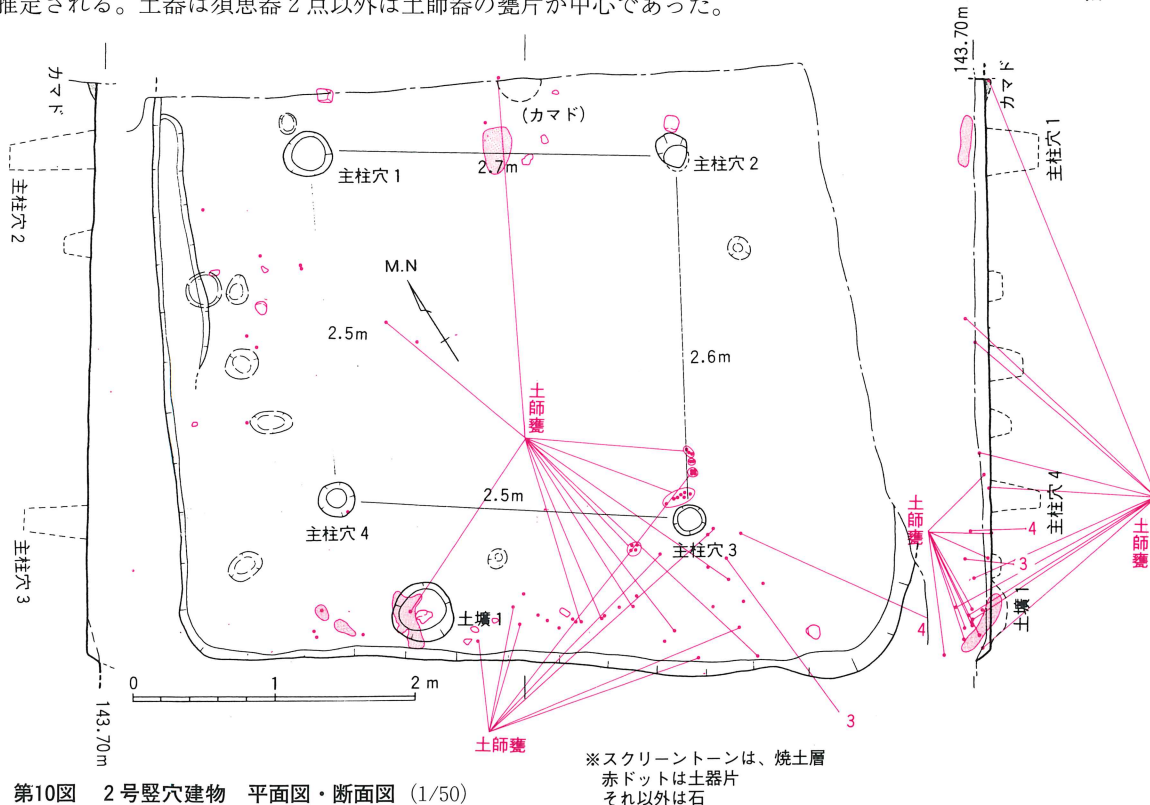 推定される。土器は須恵器2点以外は土師器の甕片が中心であった。
143.70m
カマド
カマド
(カマド)
主柱穴1
2.7m
主柱穴2
主柱穴1
主柱穴2
M.N
2.5m
2.6m
土師甕
2.5m
主柱穴4
主柱穴3
主柱穴3
土師甕
4
主柱穴4
土師甕
3
土壙1
土壙1
4
0 1 2m
143.70m
土師甕
3
※スクリーントーンは、焼土層
赤ドットは土器片
それ以外は石
第10図 2号竪穴建物 平面図・断面図 (1/50)